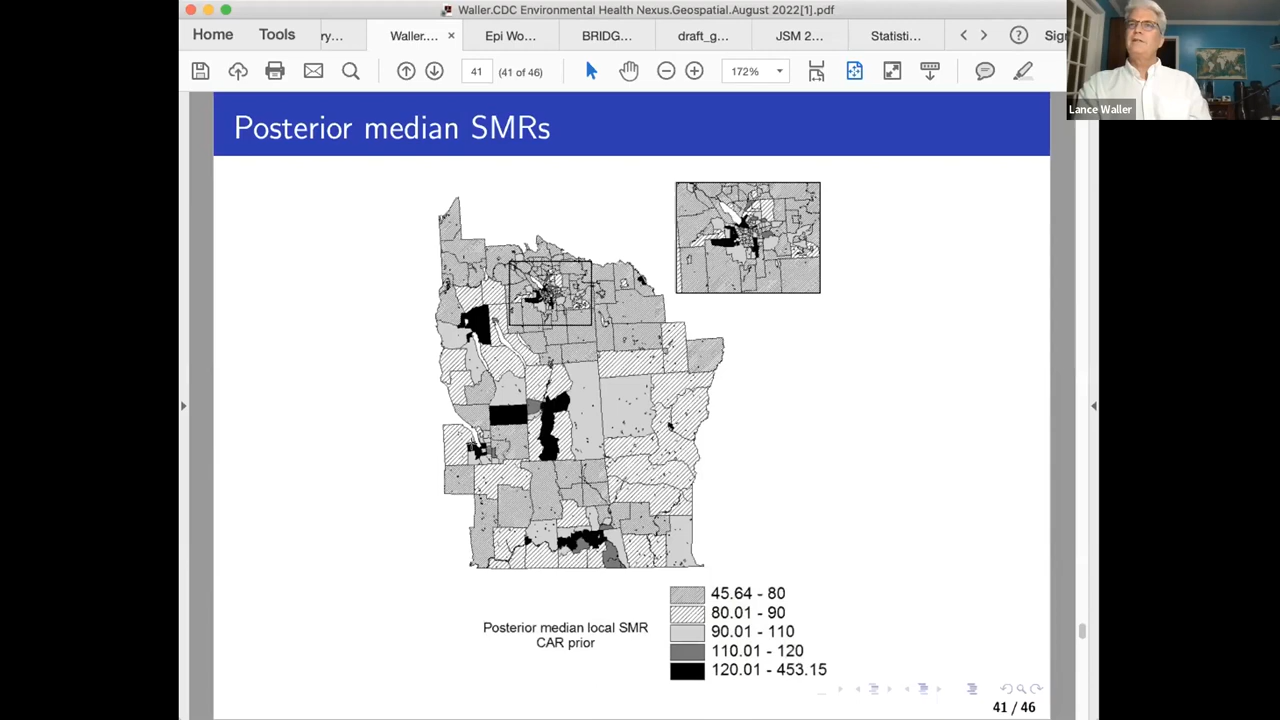 Waller.CDC Environmental Health Nexus.Geospatial.August 2022[1].pdf
Home Tools ry... Waller.... × Epi Wo... BRIDG... draft_g... JSM 2... Statisti... Sig
41 (41 of 46) 172%
Lance Waller
Posterior median SMRs
45.64 - 80
80.01 - 90
Posterior median local SMR
CAR prior
90.01 - 110
110.01 - 120
120.01 - 453.15
41 / 46